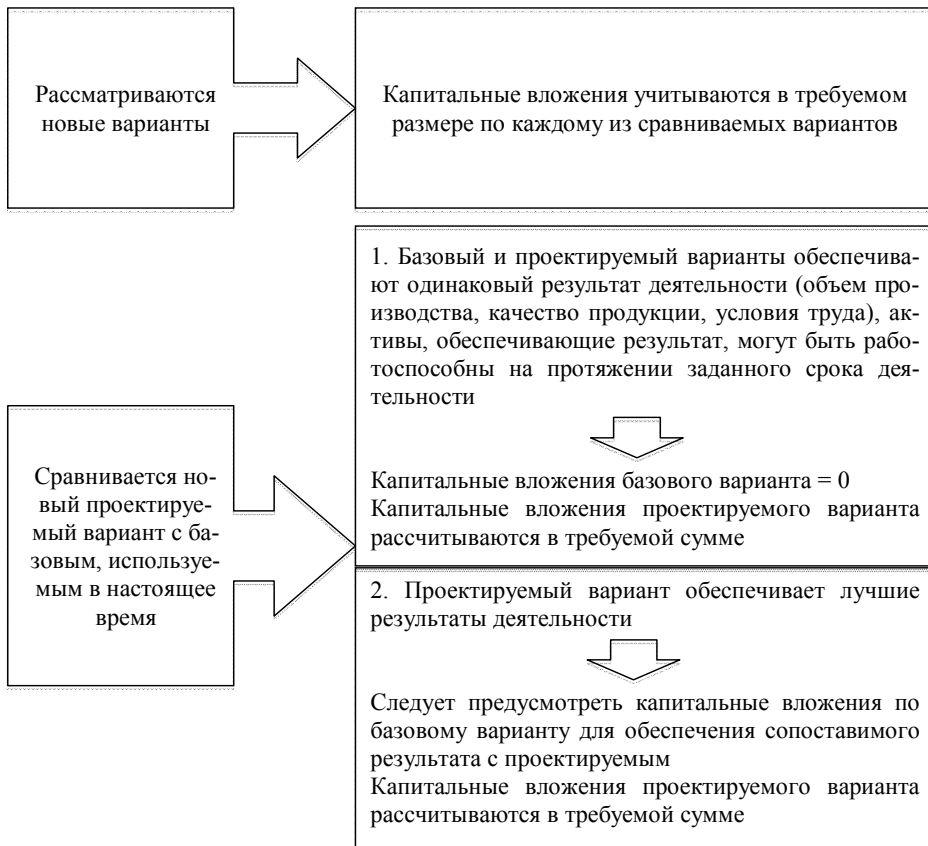 Рассматриваются
новые варианты
Капитальные вложения учитываются в требуемом
размере по каждому из сравниваемых вариантов
Сравнивается но-
вый проектируе-
мый вариант с ба-
зовым, используе-
мым в настоящее
время
1. Базовый и проектируемый варианты обеспечива-
ют одинаковый результат деятельности (объем про-
изводства, качество продукции, условия труда), ак-
тивы, обеспечивающие результат, могут быть рабо-
тоспособны на протяжении заданного срока дея-
тельности
Капитальные вложения базового варианта = 0
Капитальные вложения проектируемого варианта
рассчитываются в требуемой сумме
2. Проектируемый вариант обеспечивает лучшие
результаты деятельности
Следует предусмотреть капитальные вложения по
базовому варианту для обеспечения сопоставимого
результата с проектируемым
Капитальные вложения проектируемого варианта
рассчитываются в требуемой сумме